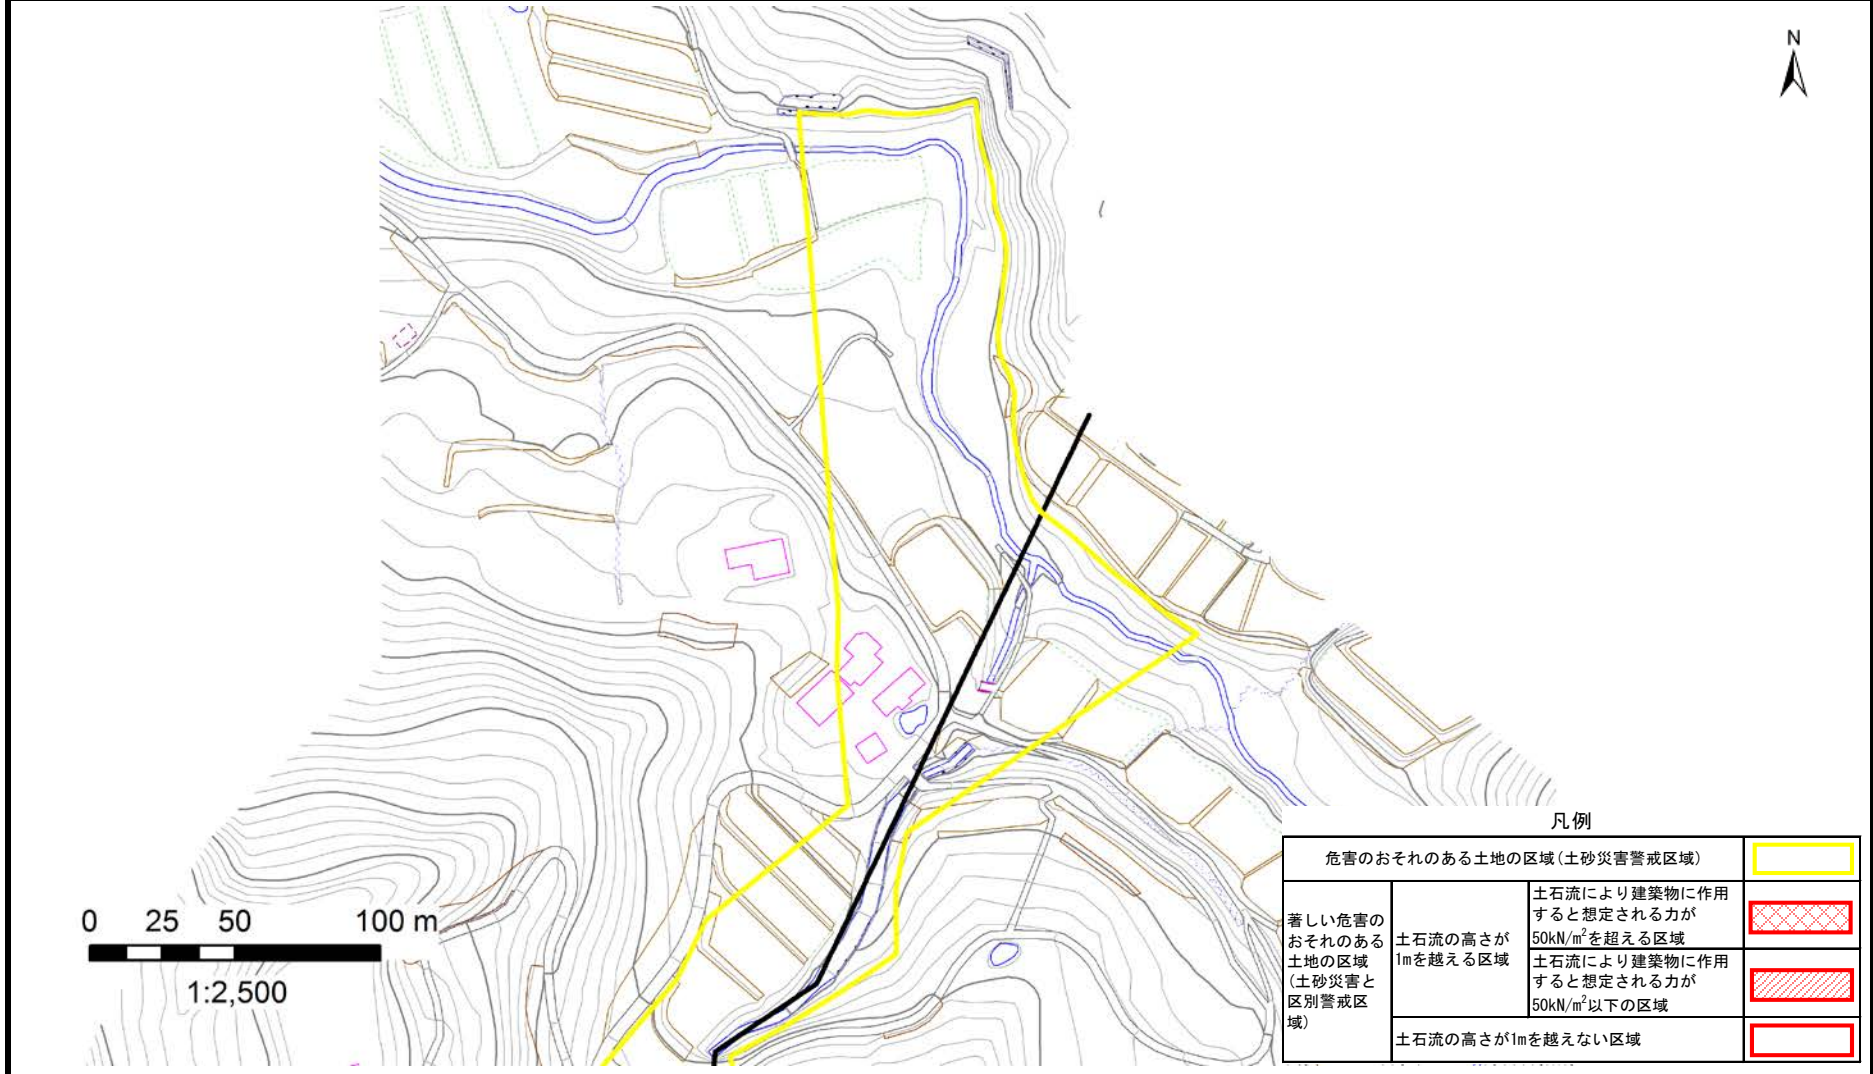 N
0 25 50 100 m
1:2,500
凡例
危害のおそれのある土地の区域(土砂災害警戒区域)
著しい危害の
おそれのある
土地の区域
(土砂災害と
区別警戒区
域)
土石流の高さが
1mを越える区域
土石流により建築物に作用
すると想定される力が
50kN/m²を超える区域
土石流により建築物に作用
すると想定される力が
50kN/m²以下の区域
土石流の高さが1mを越えない区域